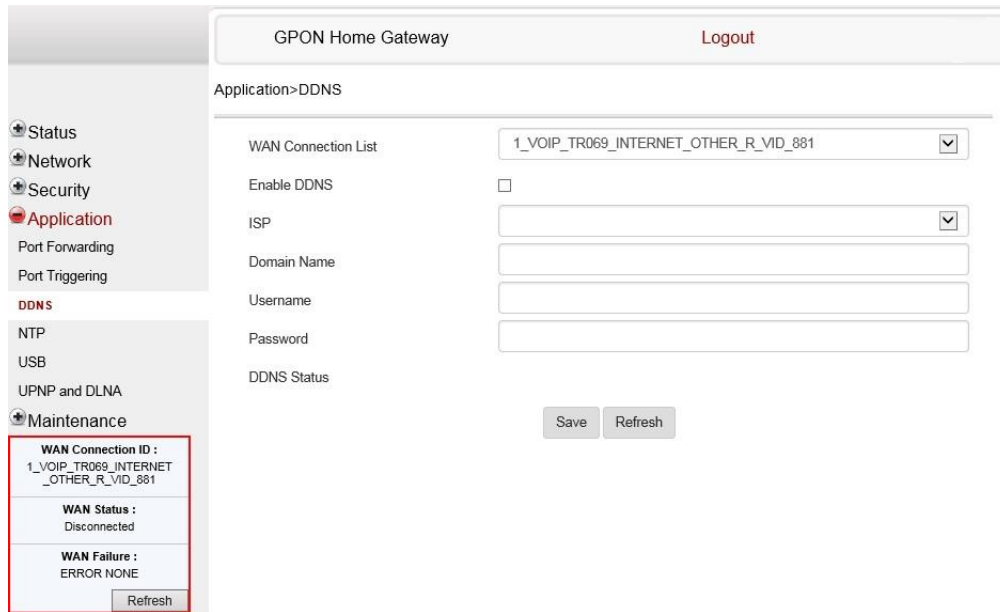 GPON Home Gateway
Logout
Application>DDNS
Status
Network
Security
Application
Port Forwarding
Port Triggering
DDNS
NTP
USB
UPNP and DLNA
Maintenance
WAN Connection ID :
1_VOIP_TR069_INTERNET
_OTHER_R_VID_881
WAN Status :
Disconnected
WAN Failure :
ERROR NONE
Refresh
WAN Connection List
1_VOIP_TR069_INTERNET_OTHER_R_VID_881
Enable DDNS
ISP
Domain Name
Username
Password
DDNS Status
Save
Refresh